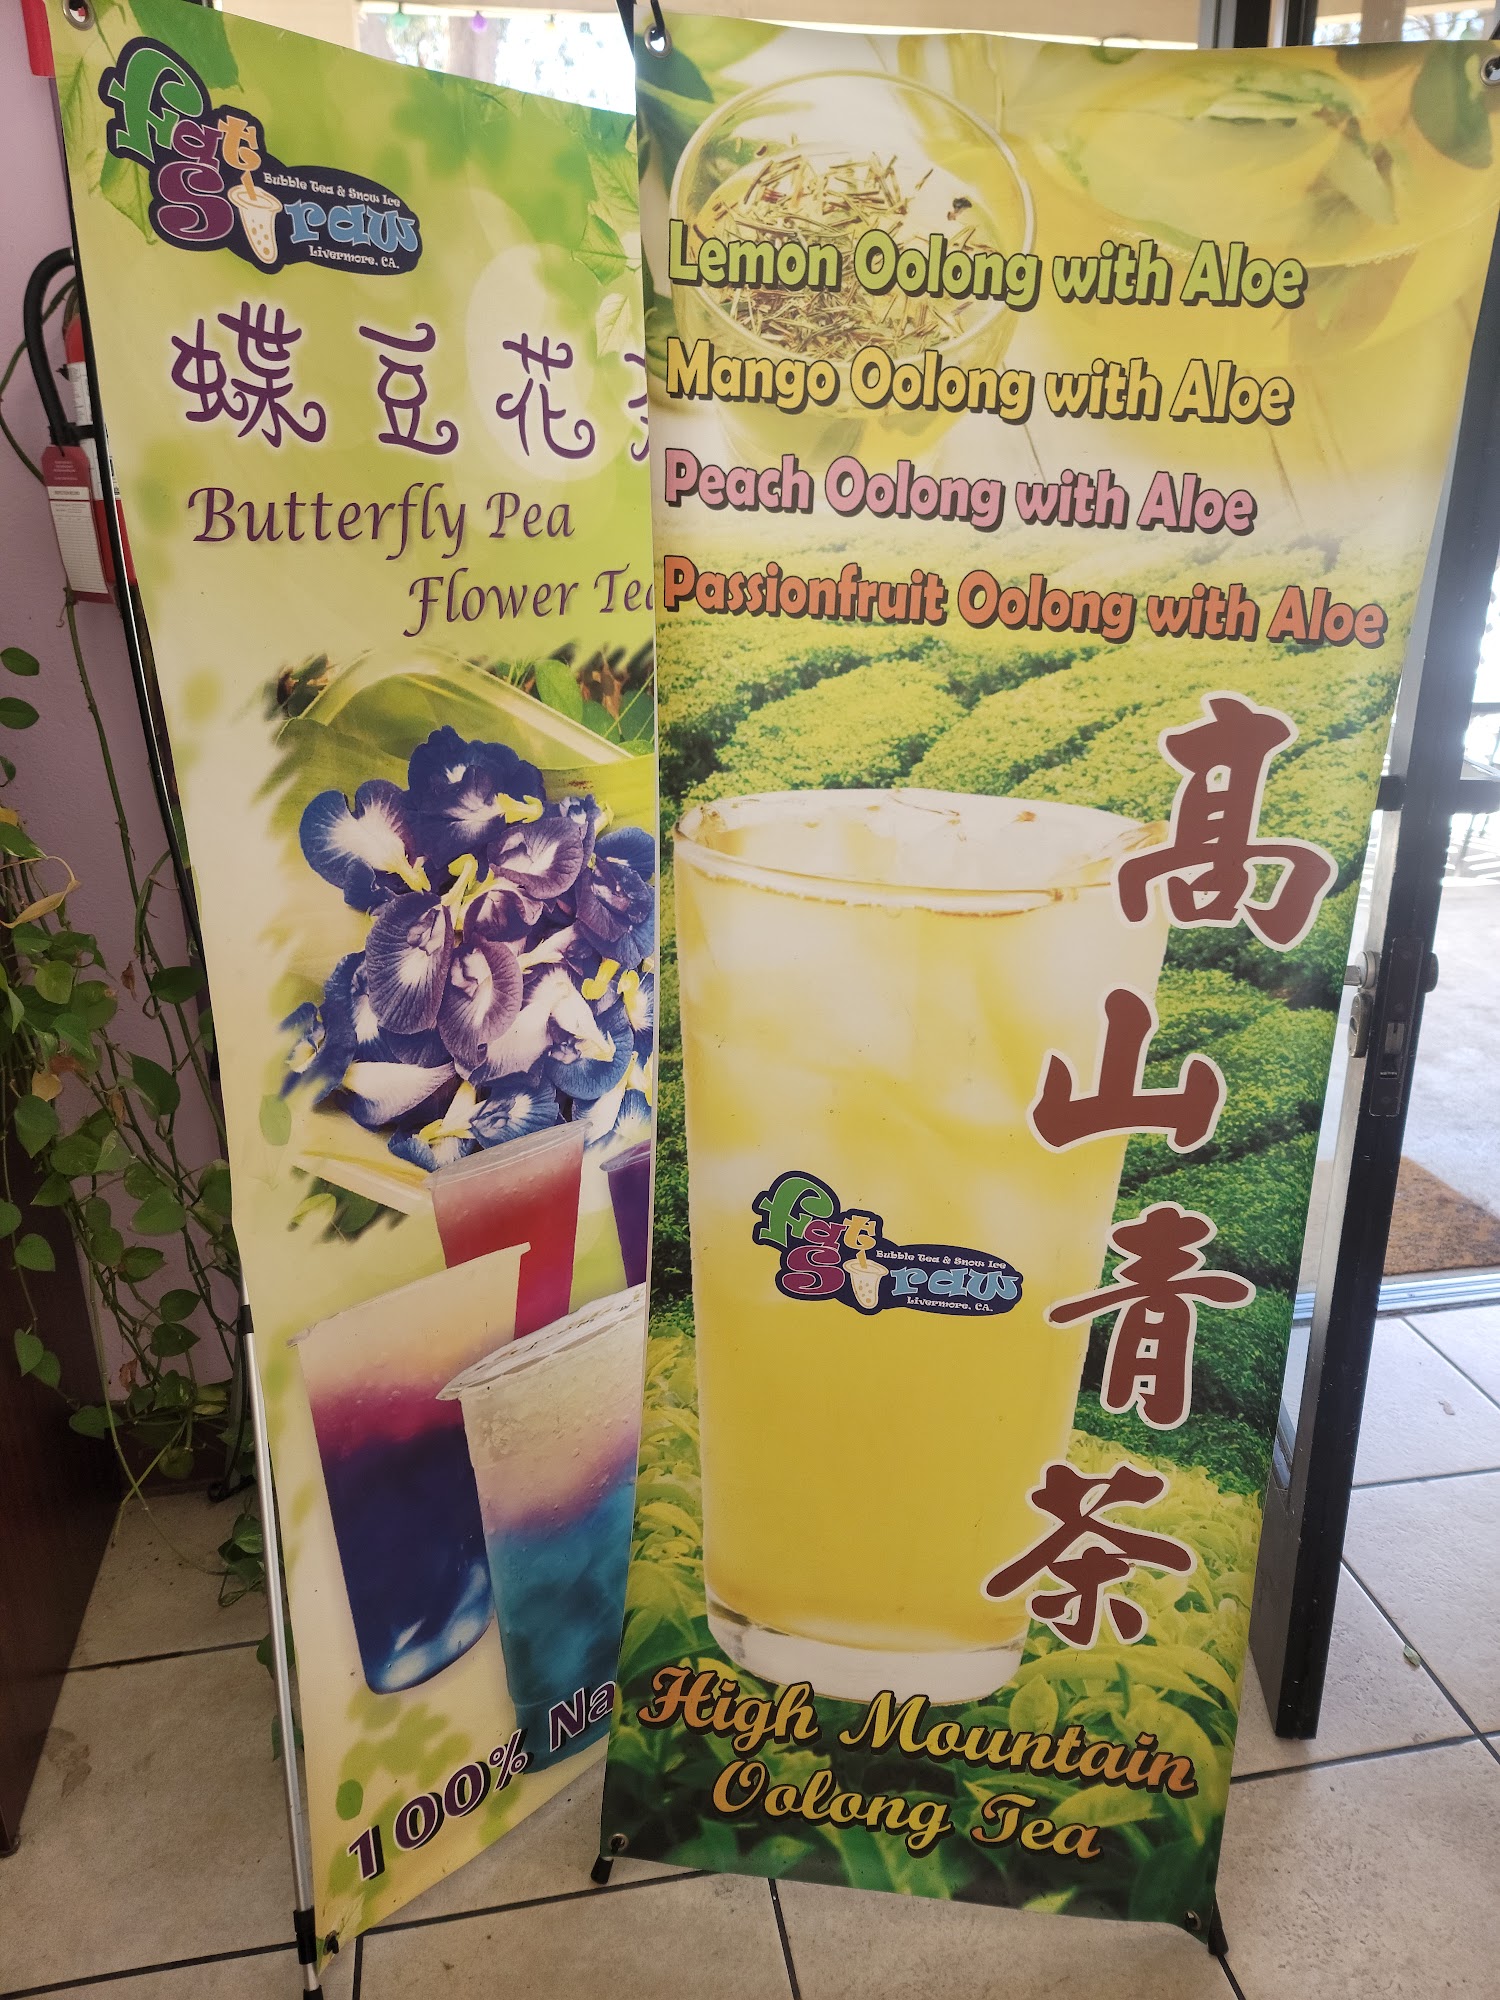 fat
Straw
Bubble Tea & Snow Ice
Livermore, CA.
蝶豆花
Butterfly Pea
Flower
100%
Lemon Oolong with Aloe
Mango Oolong with Aloe
Peach Oolong with Aloe
Passionfruit Oolong with Aloe
高山青茶
fat
Straw
Bubble Tea & Snow Ice
Livermore, CA.
High Mountain
Oolong Tea